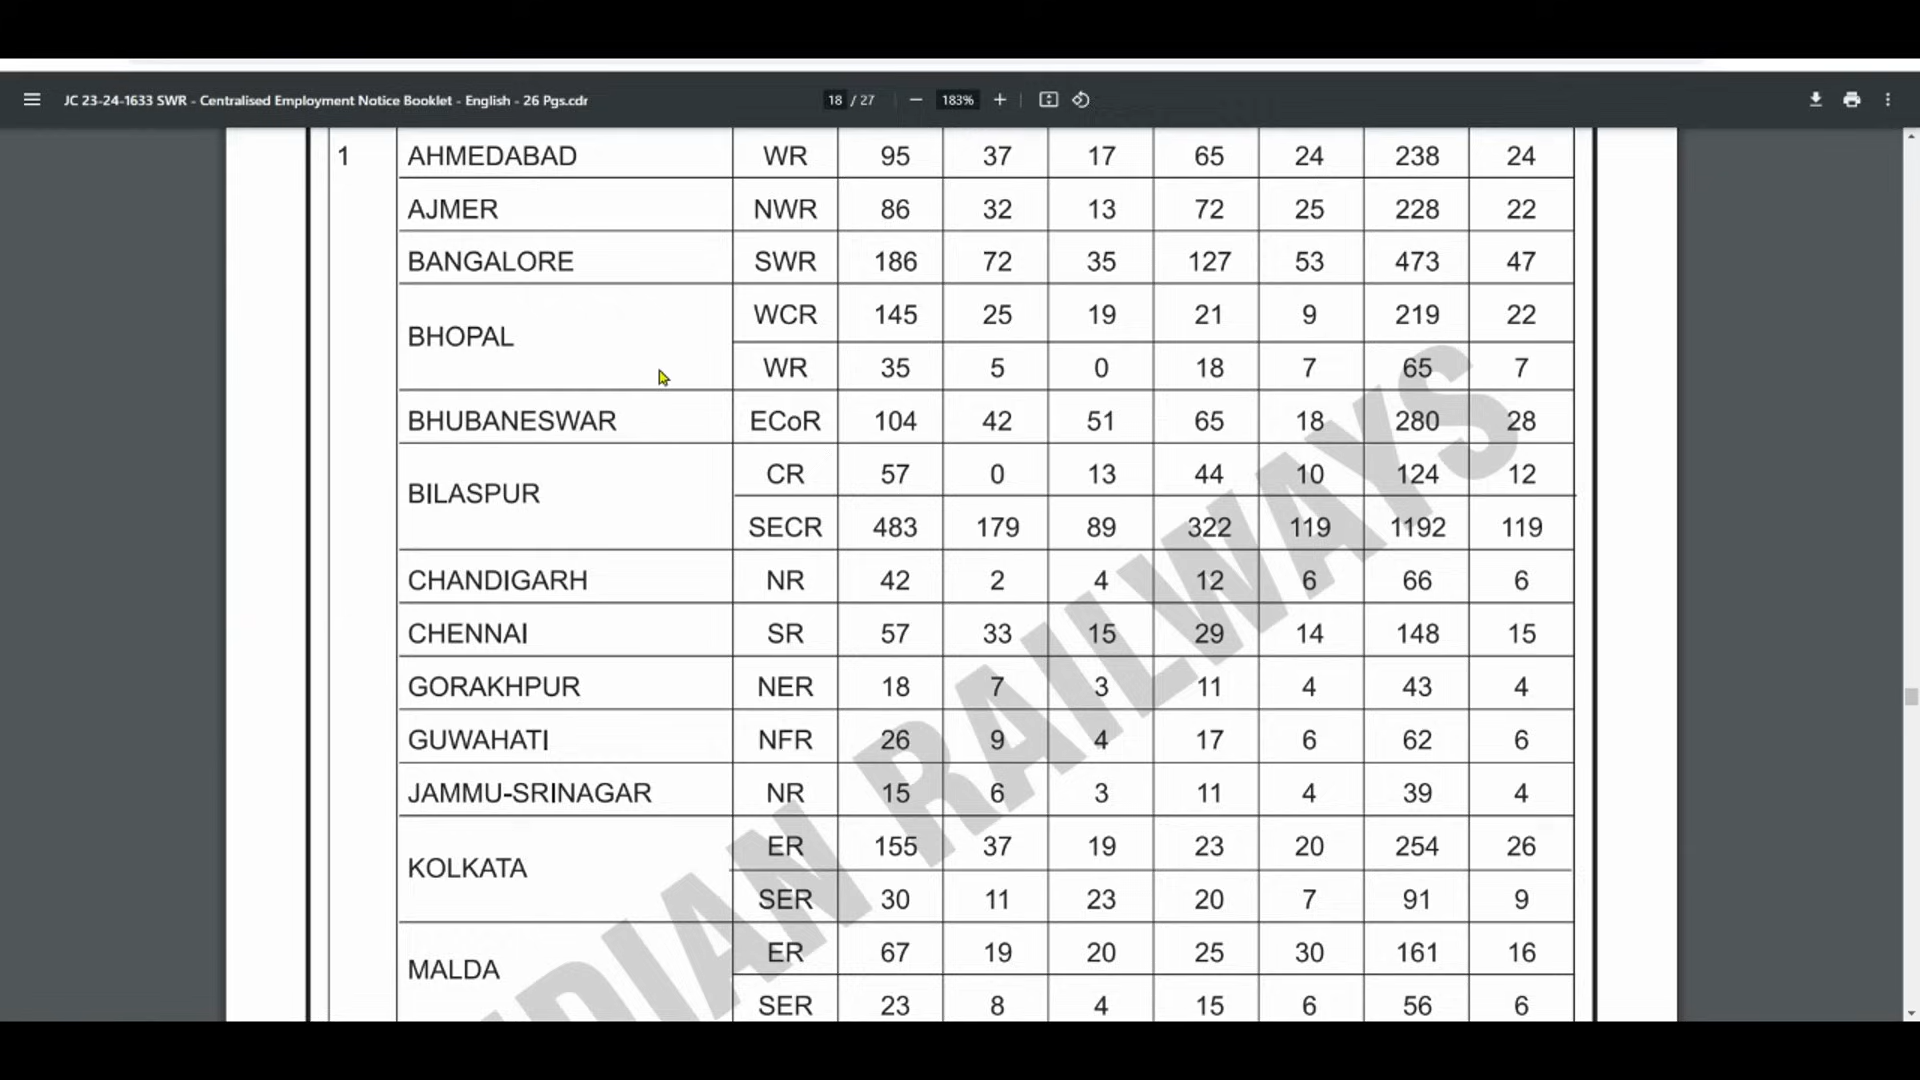 JC 23-24-1633 SWR - Centralised Employment Notice Booklet - English - 26 Pgs.cdr 18 / 27 183%
1 AHMEDABAD WR 95 37 17 65 24 238 24
AJMER NWR 86 32 13 72 25 228 22
BANGALORE SWR 186 72 35 127 53 473 47
BHOPAL WCR 145 25 19 21 9 219 22
WR 35 5 0 18 7 65 7
BHUBANESWAR ECoR 104 42 51 65 18 280 28
BILASPUR CR 57 0 13 44 10 124 12
SECR 483 179 89 322 119 1192 119
CHANDIGARH NR 42 2 4 12 6 66 6
CHENNAI SR 57 33 15 29 14 148 15
GORAKHPUR NER 18 7 3 11 4 43 4
GUWAHATI NFR 26 9 4 17 6 62 6
JAMMU-SRINAGAR NR 15 6 3 11 4 39 4
KOLKATA ER 155 37 19 23 20 254 26
SER 30 11 23 20 7 91 9
MALDA ER 67 19 20 25 30 161 16
SER 23 8 4 15 6 56 6
DIAN RAILWAYS